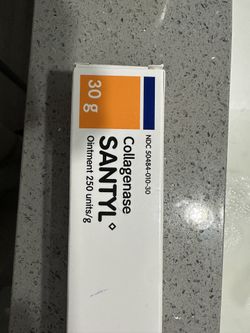 NDC 50484-010-30
Collagenase
SANTYL◊
Ointment 250 units/g
30 g